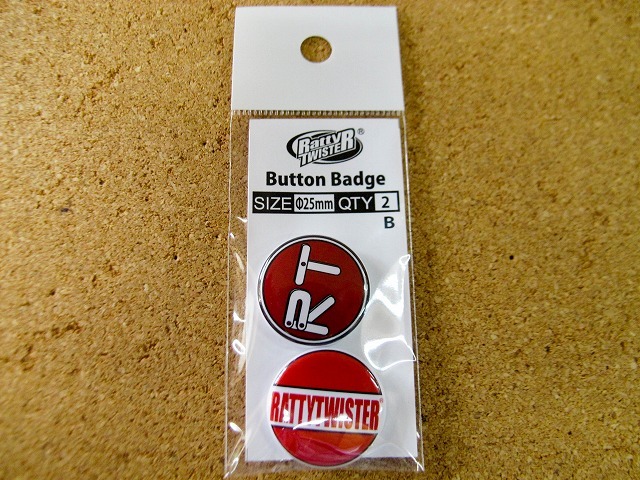 RattyR®
TWISTER
Button Badge
SIZE Φ25mm QTY 2
B
RT
RATTYTWISTER®